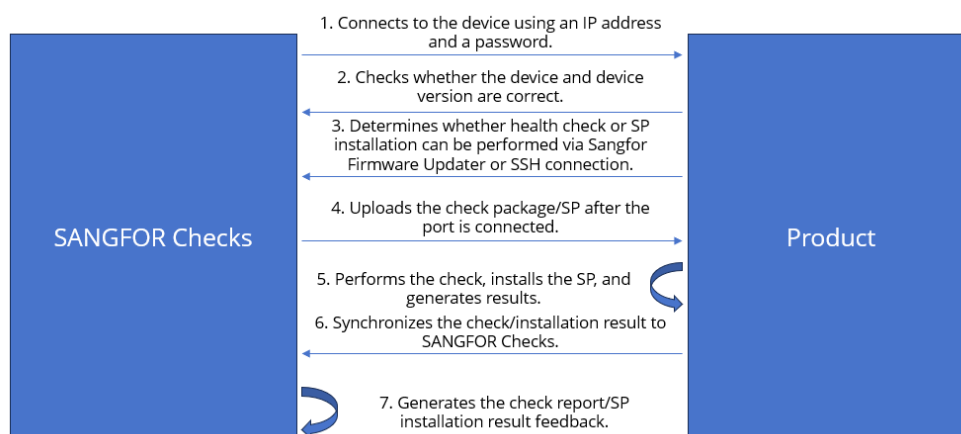 1. Connects to the device using an IP address
and a password.
2. Checks whether the device and device
version are correct.
3. Determines whether health check or SP
installation can be performed via Sangfor
Firmware Updater or SSH connection.
SANGFOR Checks
4. Uploads the check package/SP after the
port is connected.
Product
5. Performs the check, installs the SP, and
generates results.
6. Synchronizes the check/installation result to
SANGFOR Checks.
7. Generates the check report/SP
installation result feedback.